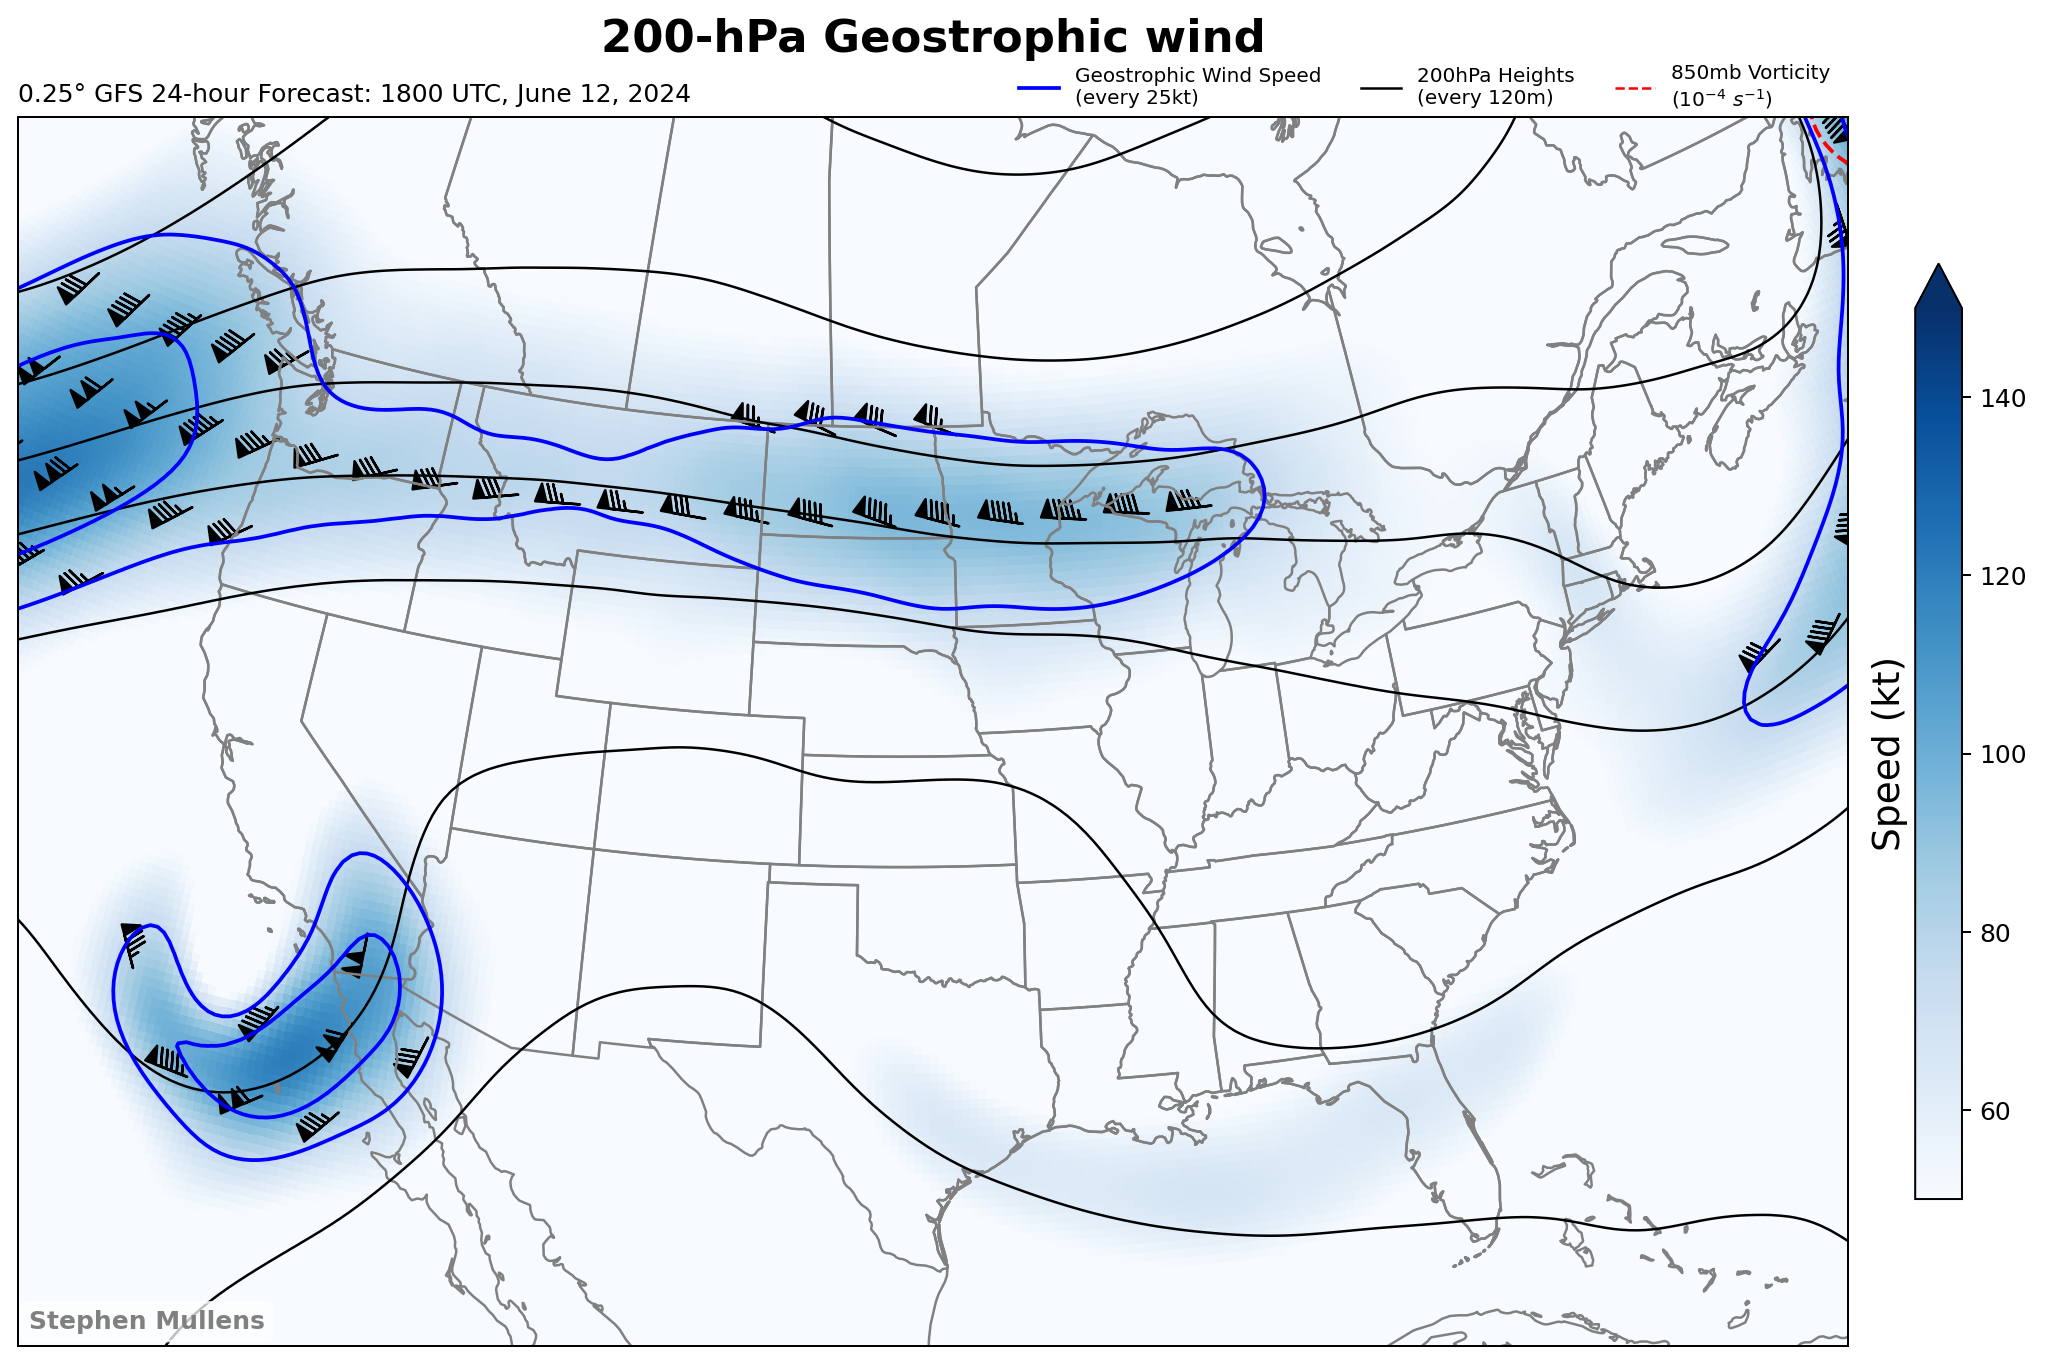 200-hPa Geostrophic wind
0.25° GFS 24-hour Forecast: 1800 UTC, June 12, 2024
Geostrophic Wind Speed
(every 25kt)
200hPa Heights
(every 120m)
850mb Vorticity
(10⁻⁴ s⁻¹)
140
120
100
80
60
Speed (kt)
Stephen Mullens